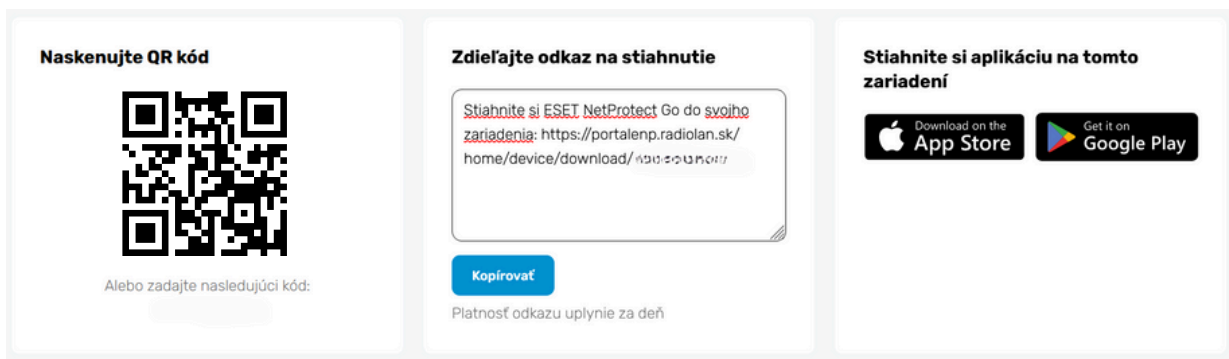 Naskenujte QR kód
Alebo zadajte nasledujúci kód:
Zdieľajte odkaz na stiahnutie
Stiahnite si ESET NetProtect Go do svojho
zariadenia: https://portalenp.radiolan.sk/
home/device/download/
Kopírovať
Platnosť odkazu uplynie za deň
Stiahnite si aplikáciu na tomto
zariadení
Download on the
App Store
Get it on
Google Play